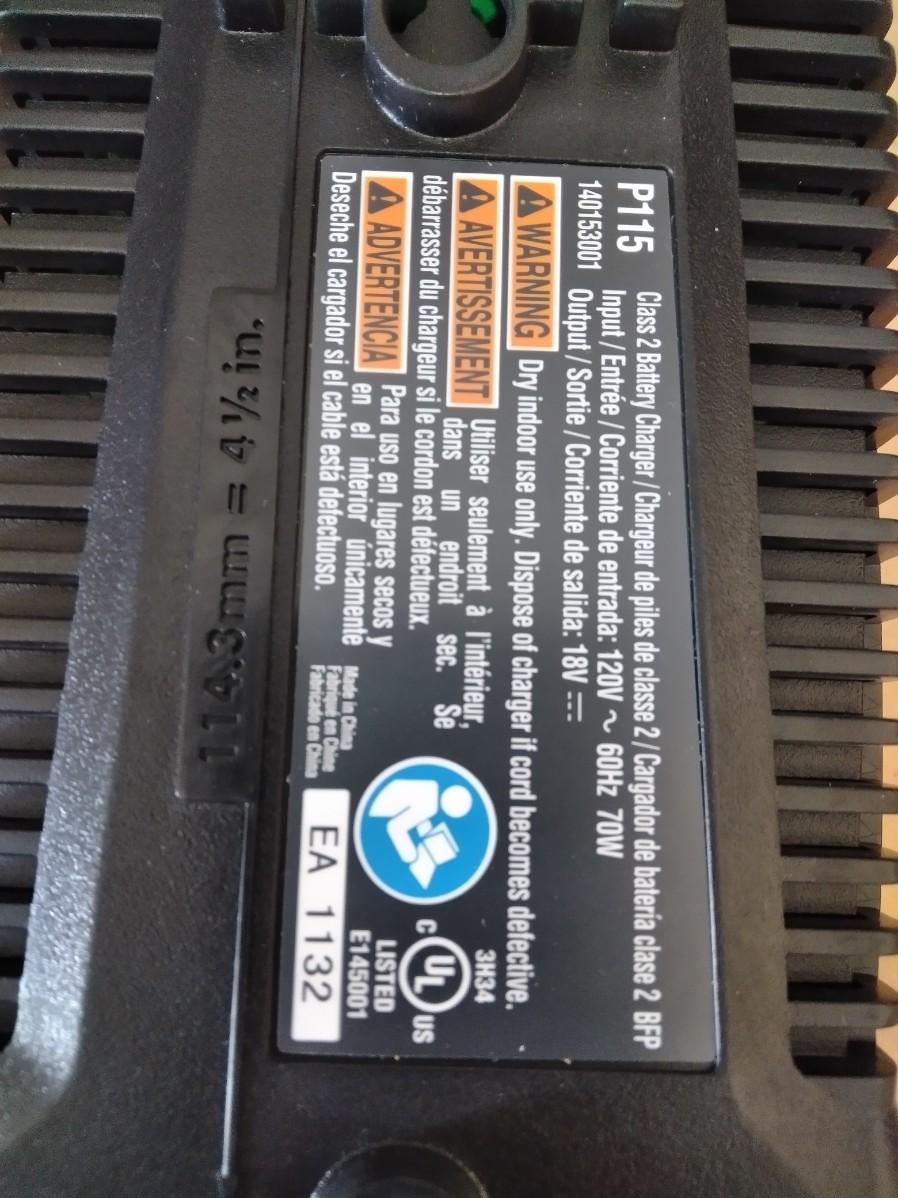 P115 Class 2 Battery Charger / Chargeur de piles de classe 2 / Cargador de batería clase 2 BFP
140153001 Input / Entrée / Corriente de entrada: 120V ~ 60Hz 70W
Output / Sortie / Corriente de salida: 18V ⎓
⚠ WARNING Dry indoor use only. Dispose of charger if cord becomes defective.
⚠ AVERTISSEMENT Utiliser seulement à l'intérieur,
dans un endroit sec. Se
débarrasser du chargeur si le cordon est défectueux.
⚠ ADVERTENCIA Para uso en lugares secos y
en el interior únicamente
Deseche el cargador si el cable está defectuoso.
Made in China
Fabriqué en Chine
Fabricado en China
3H34
C UL US
LISTED
E145001
EA 1132
114.3mm = 4 ½ in.